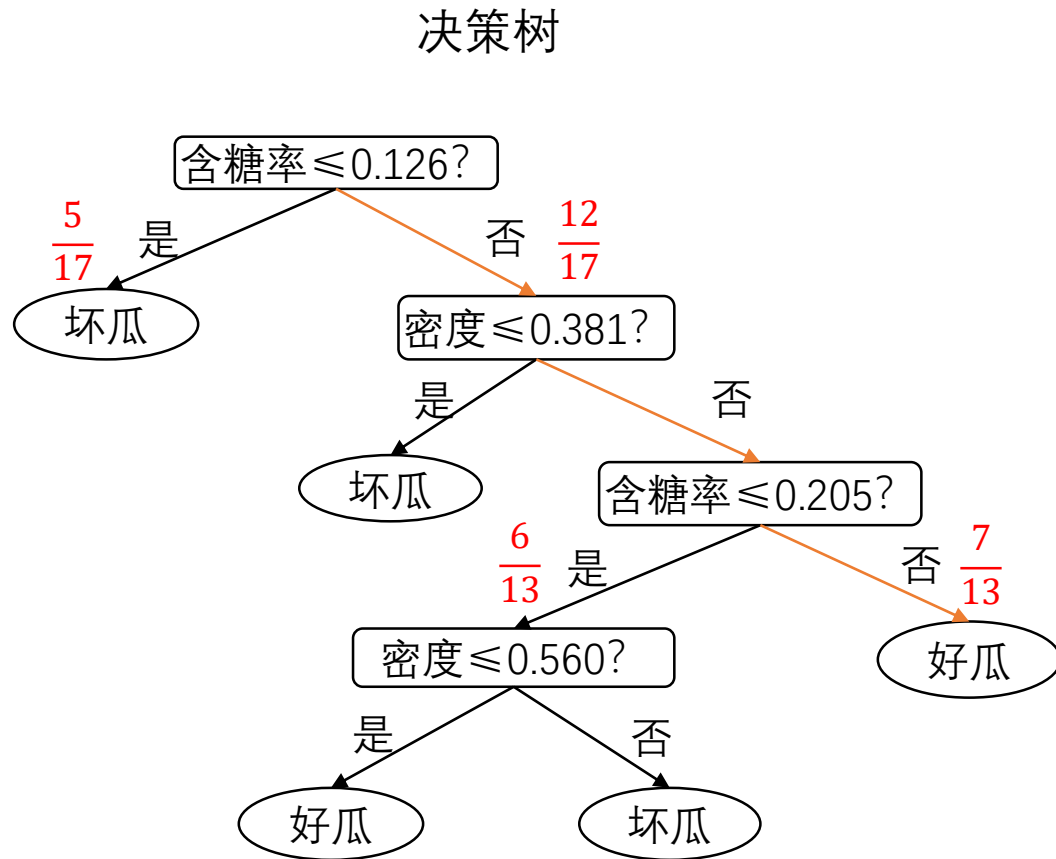 决策树
含糖率≤0.126?
5/17 是
否 12/17
坏瓜
密度≤0.381?
是
否
坏瓜
含糖率≤0.205?
6/13 是
否 7/13
密度≤0.560?
好瓜
是
否
好瓜
坏瓜